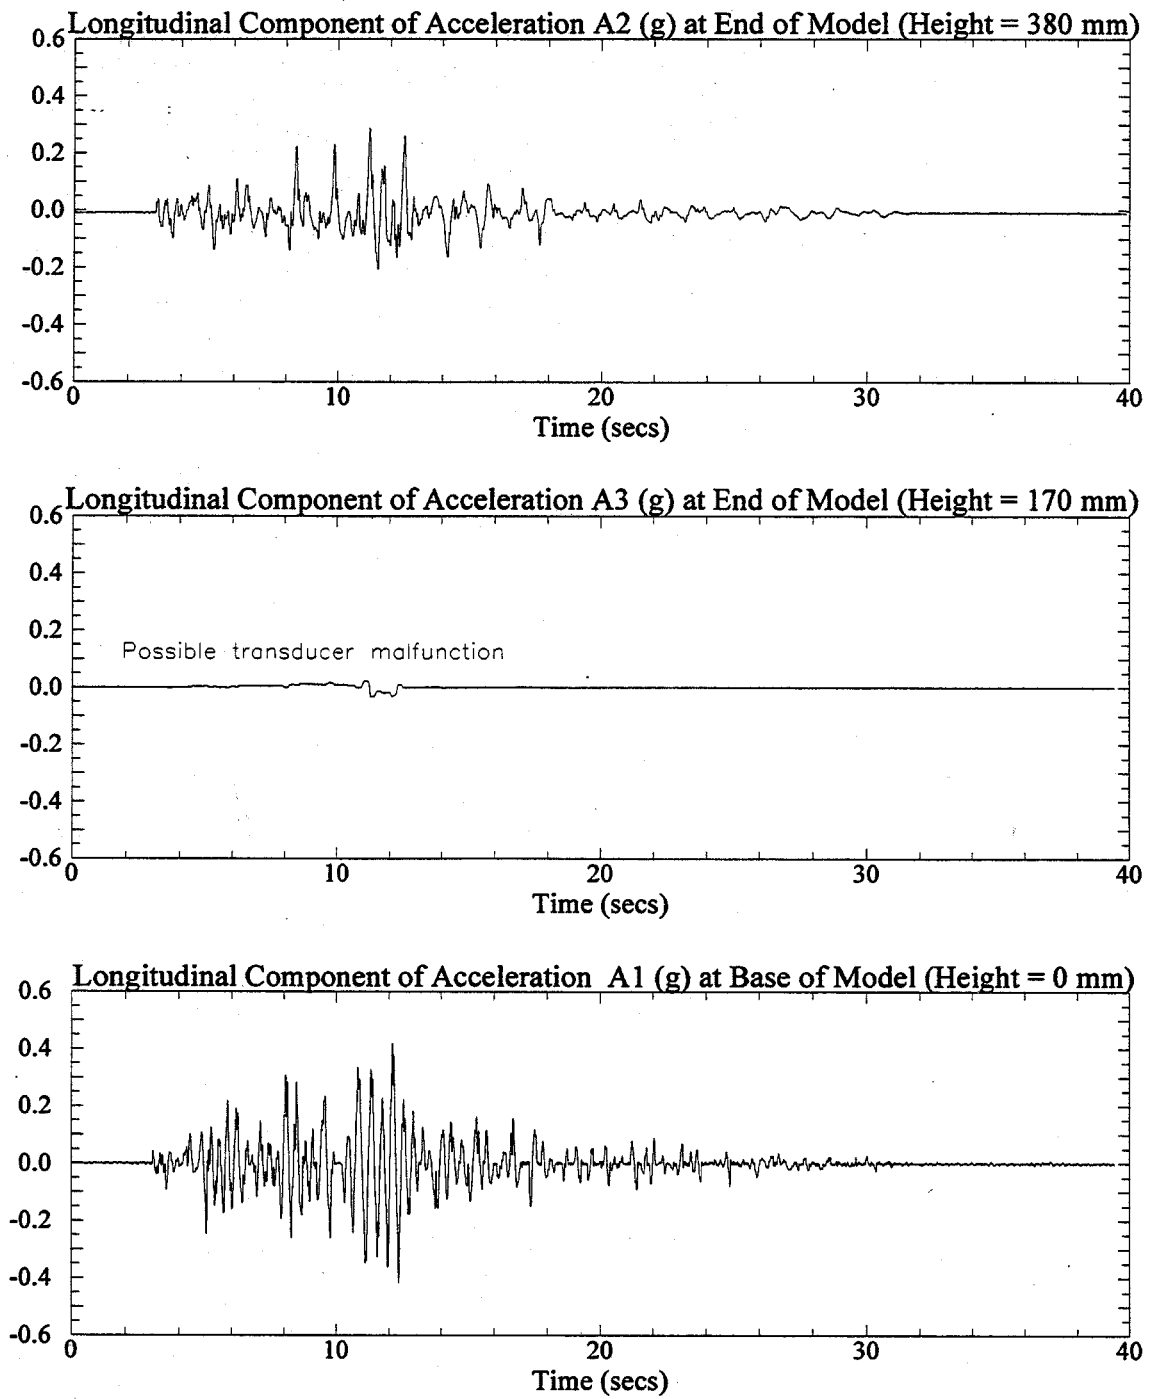 Longitudinal Component of Acceleration A2 (g) at End of Model (Height = 380 mm)
0.6
0.4
0.2
0.0
-0.2
-0.4
-0.6
0 10 20 30 40
Time (secs)
Longitudinal Component of Acceleration A3 (g) at End of Model (Height = 170 mm)
0.6
0.4
0.2
Possible transducer malfunction
0.0
-0.2
-0.4
-0.6
0 10 20 30 40
Time (secs)
Longitudinal Component of Acceleration A1 (g) at Base of Model (Height = 0 mm)
0.6
0.4
0.2
0.0
-0.2
-0.4
-0.6
0 10 20 30 40
Time (secs)